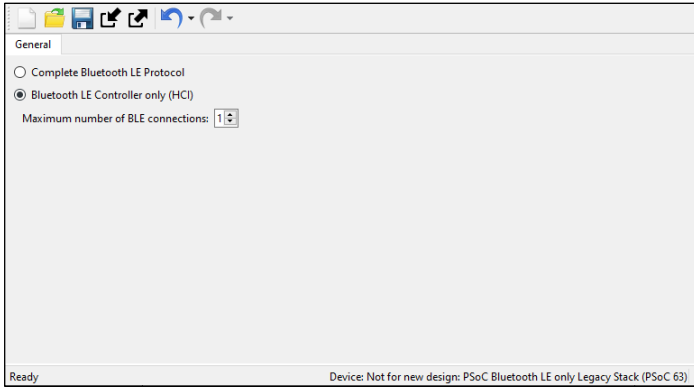 General
Complete Bluetooth LE Protocol
Bluetooth LE Controller only (HCI)
Maximum number of BLE connections: 1
Ready Device: Not for new design: PSoC Bluetooth LE only Legacy Stack (PSoC 63)